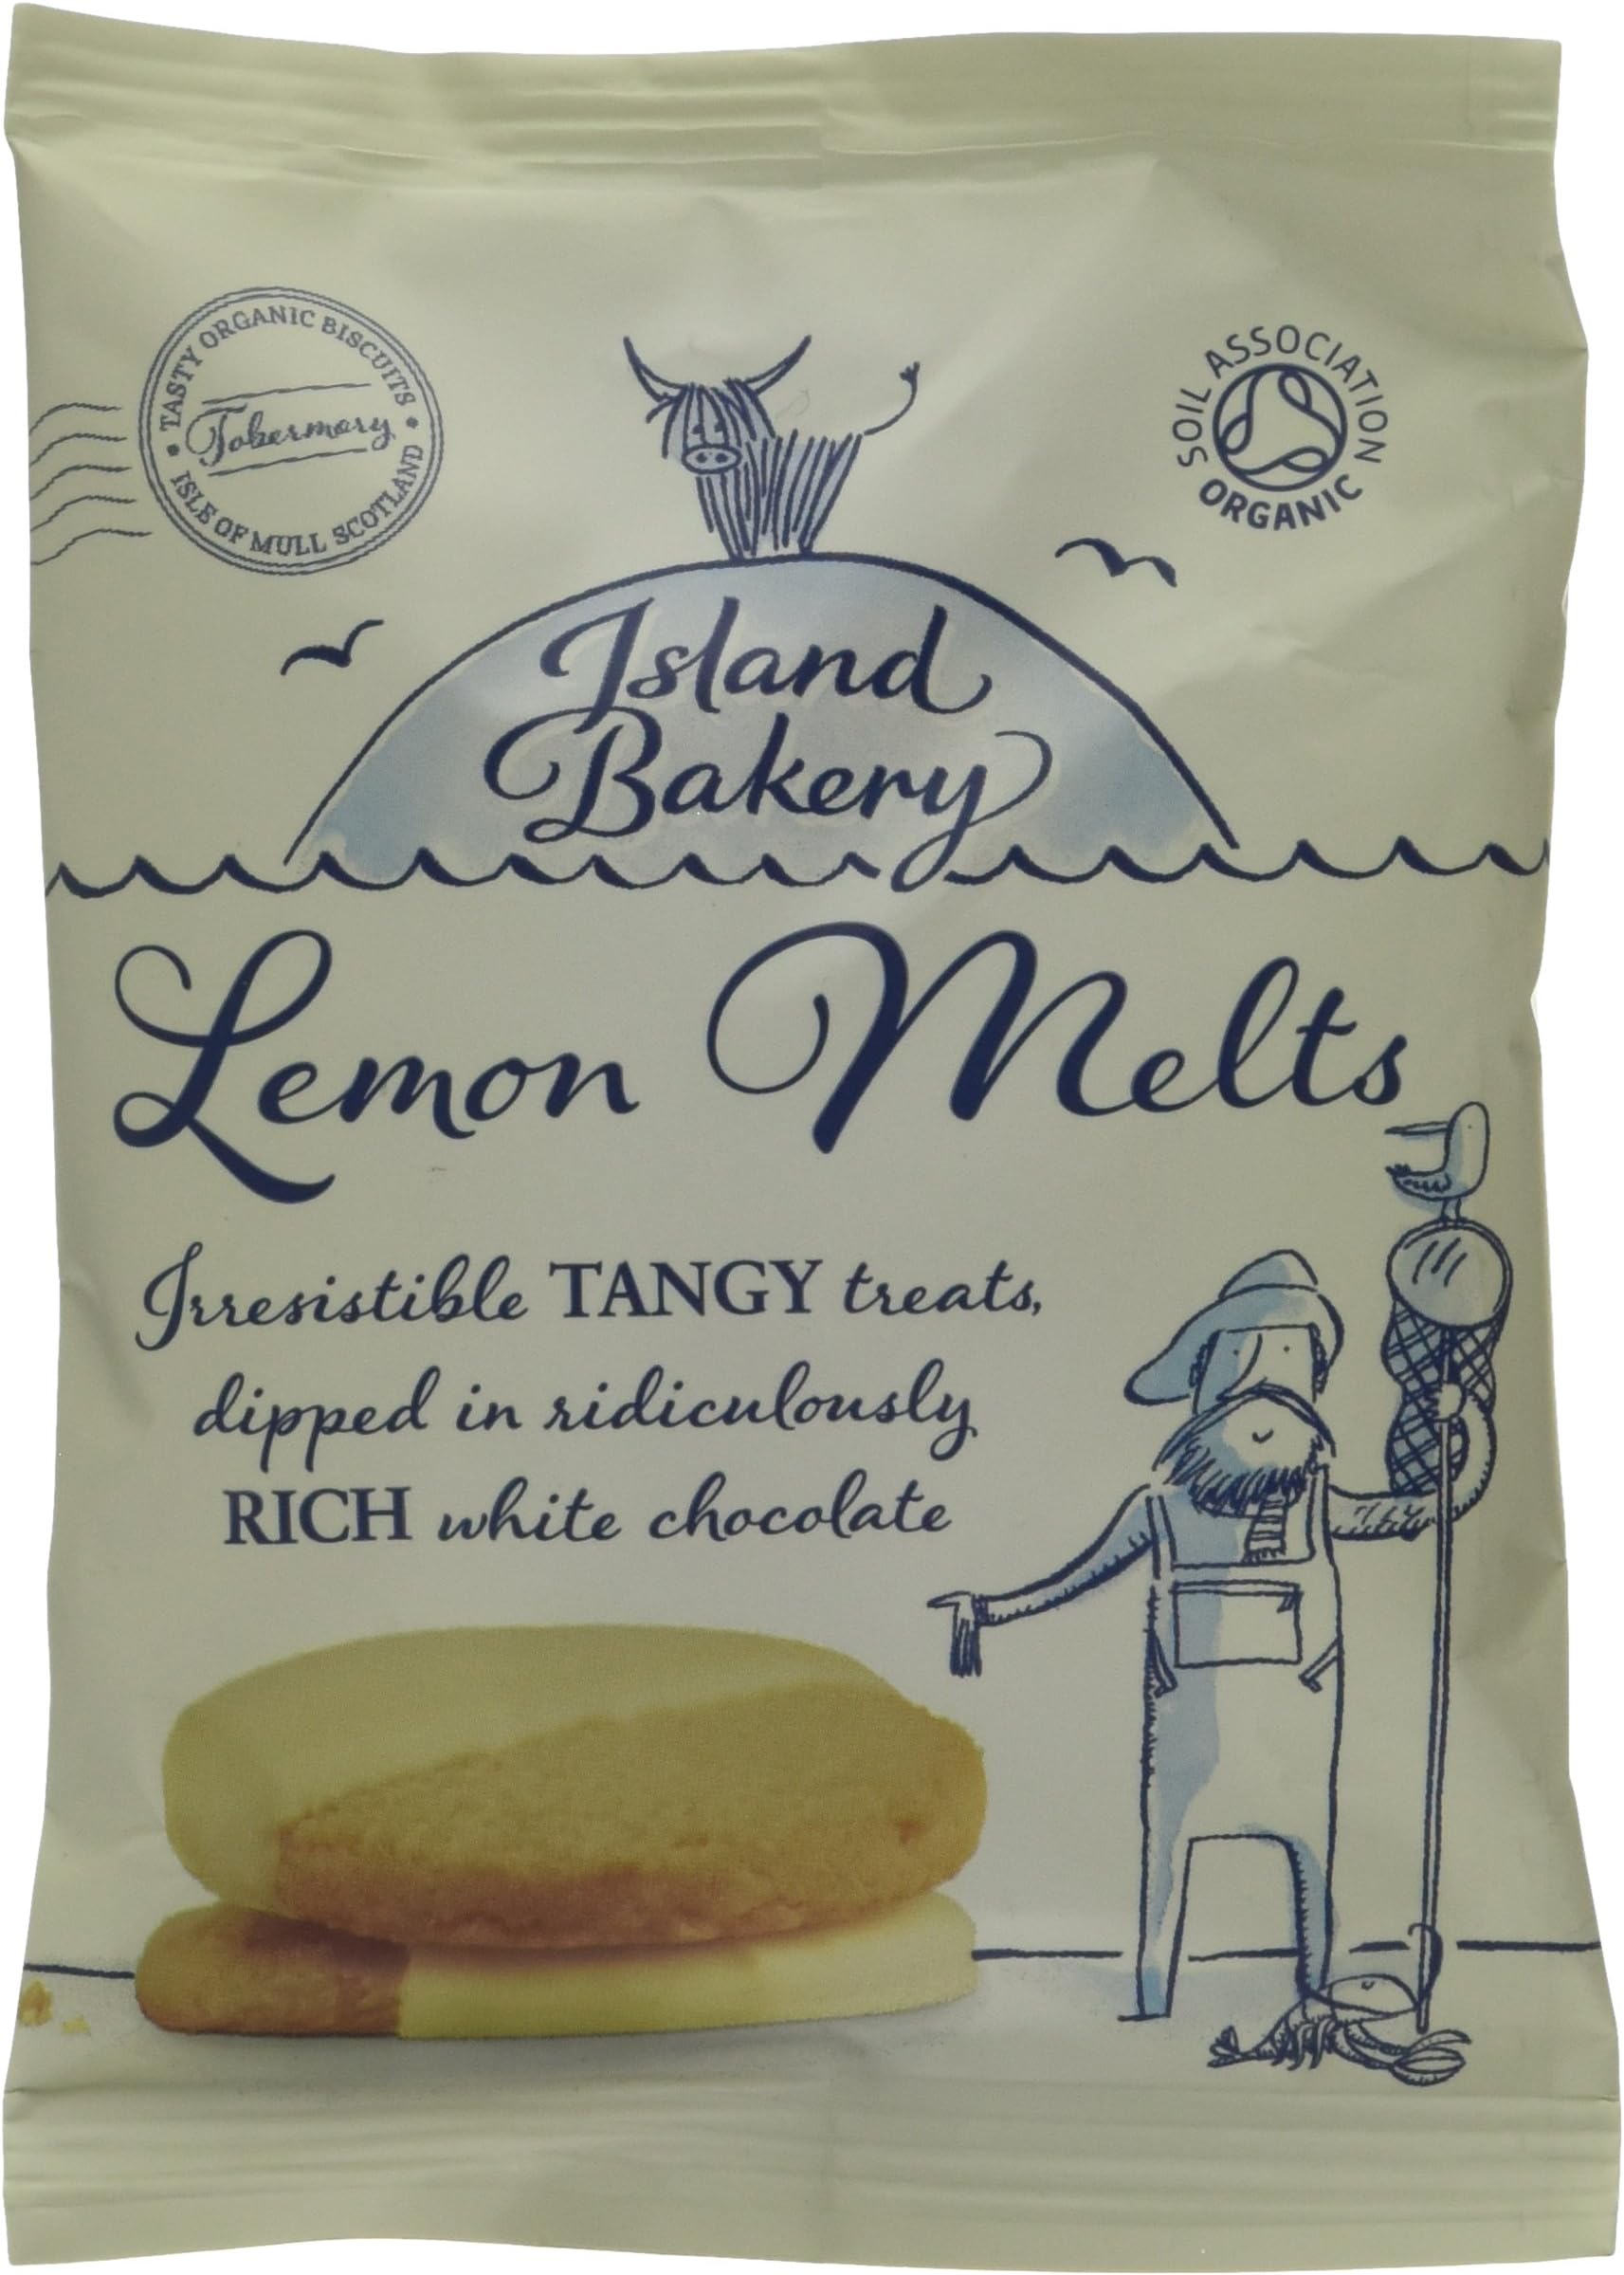 TASTY ORGANIC BISCUITS
Tobermory
ISLE OF MULL SCOTLAND
SOIL ASSOCIATION
ORGANIC
Island
Bakery
Lemon Melts
Irresistible TANGY treats,
dipped in ridiculously
RICH white chocolate